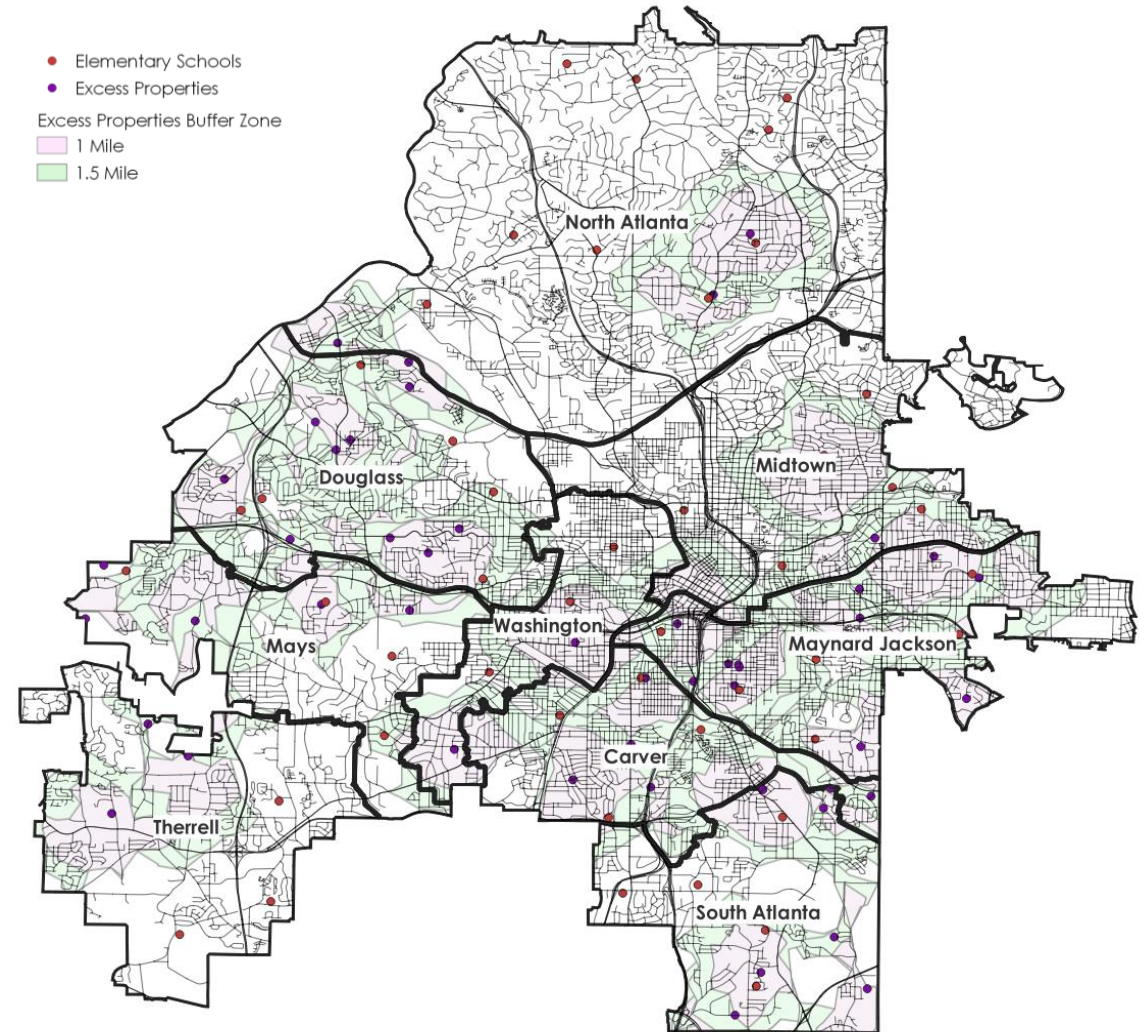 Elementary Schools
Excess Properties
Excess Properties Buffer Zone
1 Mile
1.5 Mile
North Atlanta
Midtown
Douglass
Washington
Mays
Maynard Jackson
Carver
Therrell
South Atlanta